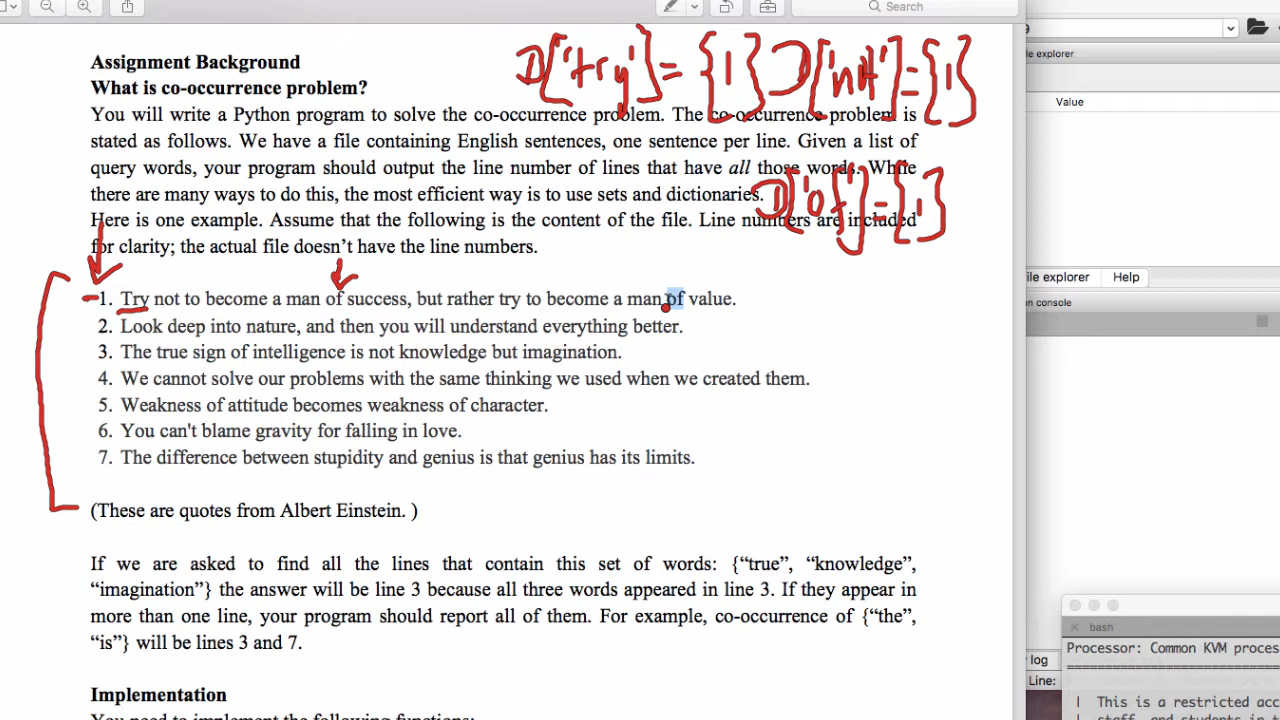 Search
Assignment Background
D['try'] = {1} D['not'] = {1}
What is co-occurrence problem?
You will write a Python program to solve the co-occurrence problem. The co-occurrence problem is
stated as follows. We have a file containing English sentences, one sentence per line. Given a list of
query words, your program should output the line number of lines that have all those words. While
there are many ways to do this, the most efficient way is to use sets and dictionaries.
D['of'] = {1}
Here is one example. Assume that the following is the content of the file. Line numbers are included
for clarity; the actual file doesn't have the line numbers.
1. Try not to become a man of success, but rather try to become a man of value.
2. Look deep into nature, and then you will understand everything better.
3. The true sign of intelligence is not knowledge but imagination.
4. We cannot solve our problems with the same thinking we used when we created them.
5. Weakness of attitude becomes weakness of character.
6. You can't blame gravity for falling in love.
7. The difference between stupidity and genius is that genius has its limits.
(These are quotes from Albert Einstein. )
If we are asked to find all the lines that contain this set of words: {“true”, “knowledge”,
“imagination”} the answer will be line 3 because all three words appeared in line 3. If they appear in
more than one line, your program should report all of them. For example, co-occurrence of {“the”,
“is”} will be lines 3 and 7.
Implementation
You need to implement the following functions:
explorer
Value
file explorer Help
console
bash
Processor: Common KVM proces
log
Line:
| This is a restricted acc
| staff, and students in